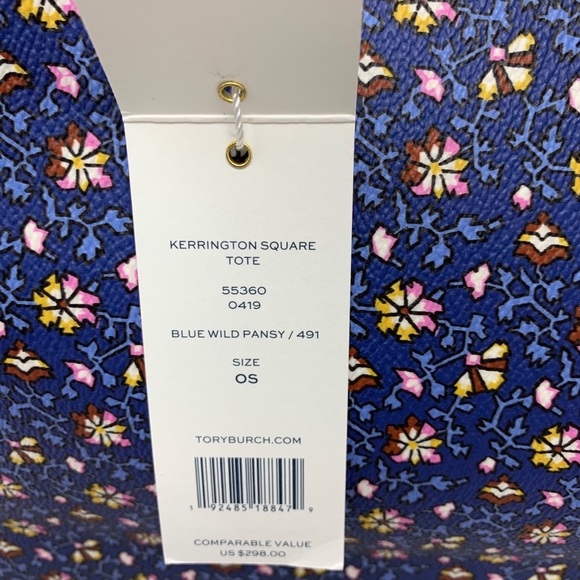 KERRINGTON SQUARE
TOTE
55360
0419
BLUE WILD PANSY / 491
SIZE
OS
TORYBURCH.COM
1 92485 18847 9
COMPARABLE VALUE
US $298.00